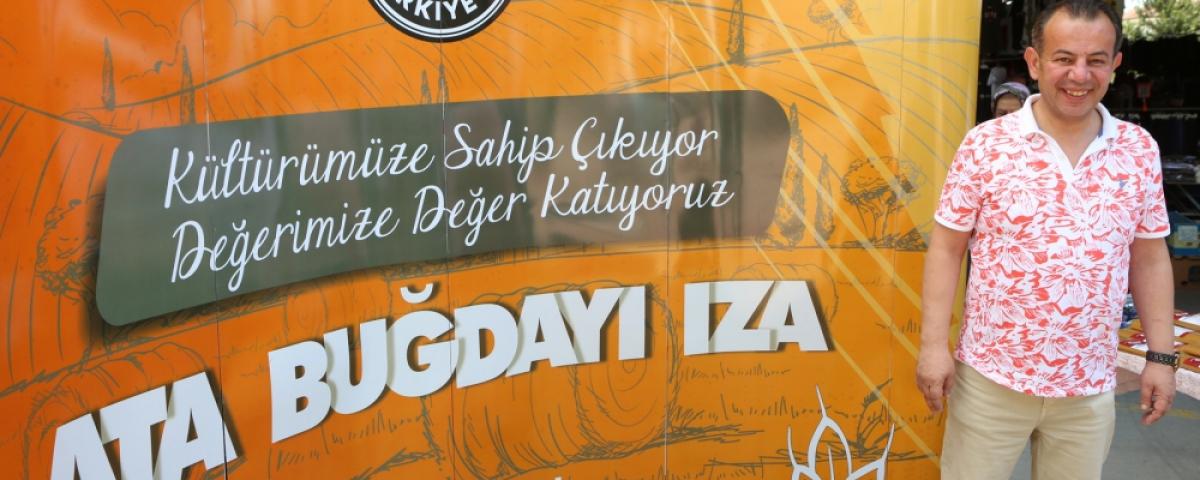 Kültürümüze Sahip Çıkıyor
Değerimize Değer Katıyoruz
ATA BUĞDAYI IZA